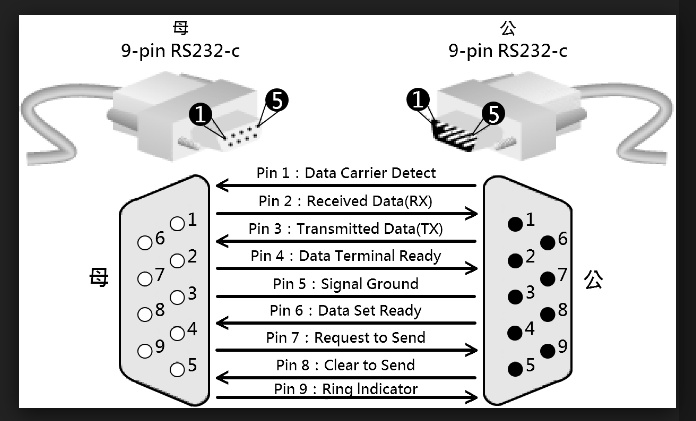 母
公
9-pin RS232-c
9-pin RS232-c
1
5
1
5
Pin 1：Data Carrier Detect
Pin 2：Received Data(RX)
Pin 3：Transmitted Data(TX)
Pin 4：Data Terminal Ready
Pin 5：Signal Ground
Pin 6：Data Set Ready
Pin 7：Request to Send
Pin 8：Clear to Send
Pin 9：Ring Indicator
母
1
6
2
7
3
8
4
9
5
公
1
6
2
7
3
8
4
9
5